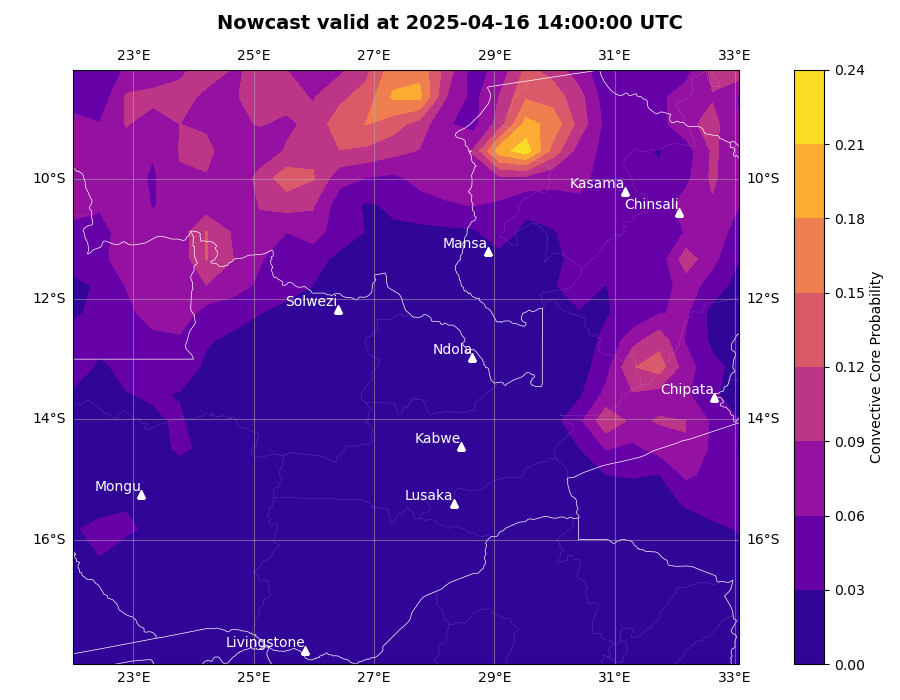 Nowcast valid at 2025-04-16 14:00:00 UTC
23°E 25°E 27°E 29°E 31°E 33°E
0.24
0.21
10°S Kasama 10°S
Chinsali
0.18
Mansa
0.15
12°S Solwezi 12°S
Ndola
0.12
Chipata
14°S 14°S
Kabwe
0.09
Mongu
Lusaka
0.06
16°S 16°S
0.03
Livingstone
0.00
23°E 25°E 27°E 29°E 31°E 33°E
Convective Core Probability